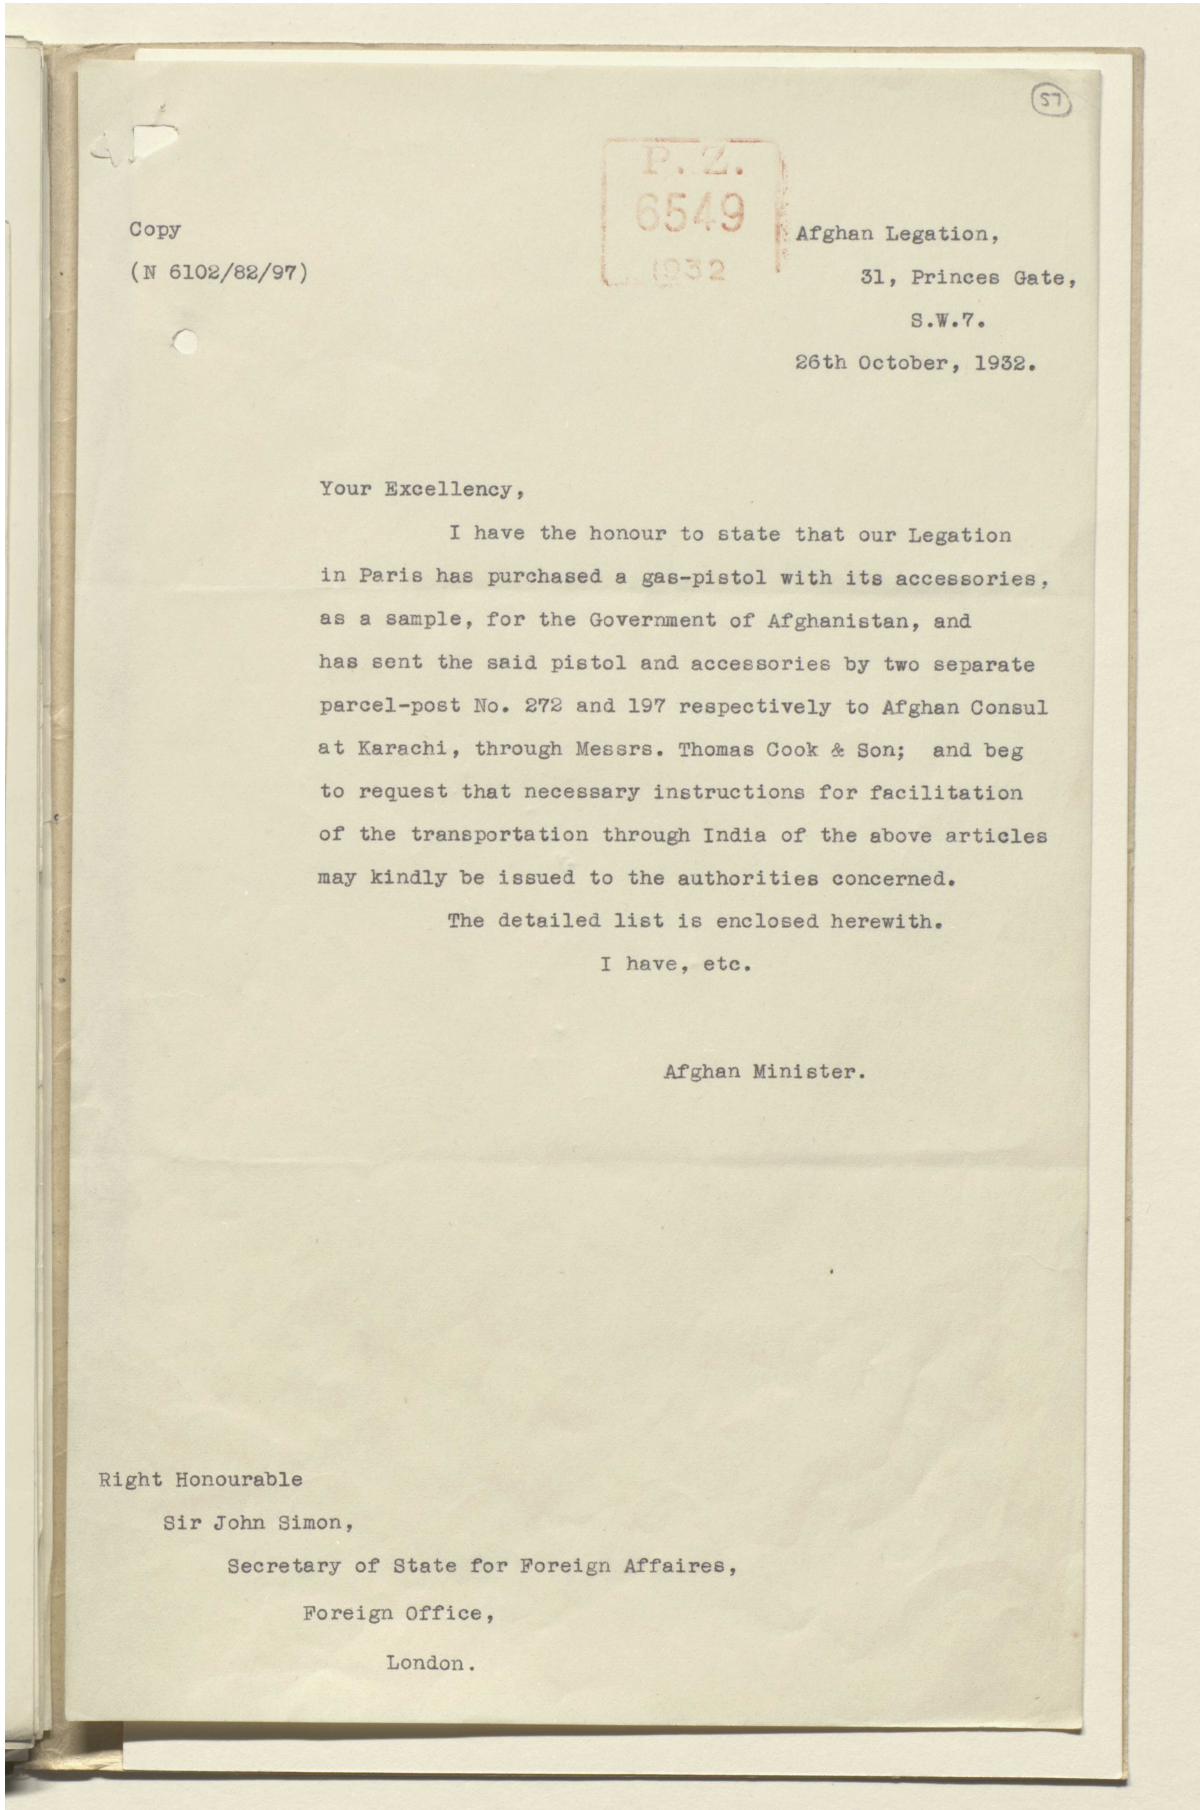 57
P. Z.
6549
1932
Copy
(N 6102/82/97)
Afghan Legation,
31, Princes Gate,
S.W.7.
26th October, 1932.
Your Excellency,
I have the honour to state that our Legation
in Paris has purchased a gas-pistol with its accessories,
as a sample, for the Government of Afghanistan, and
has sent the said pistol and accessories by two separate
parcel-post No. 272 and 197 respectively to Afghan Consul
at Karachi, through Messrs. Thomas Cook & Son; and beg
to request that necessary instructions for facilitation
of the transportation through India of the above articles
may kindly be issued to the authorities concerned.
The detailed list is enclosed herewith.
I have, etc.
Afghan Minister.
Right Honourable
Sir John Simon,
Secretary of State for Foreign Affaires,
Foreign Office,
London.